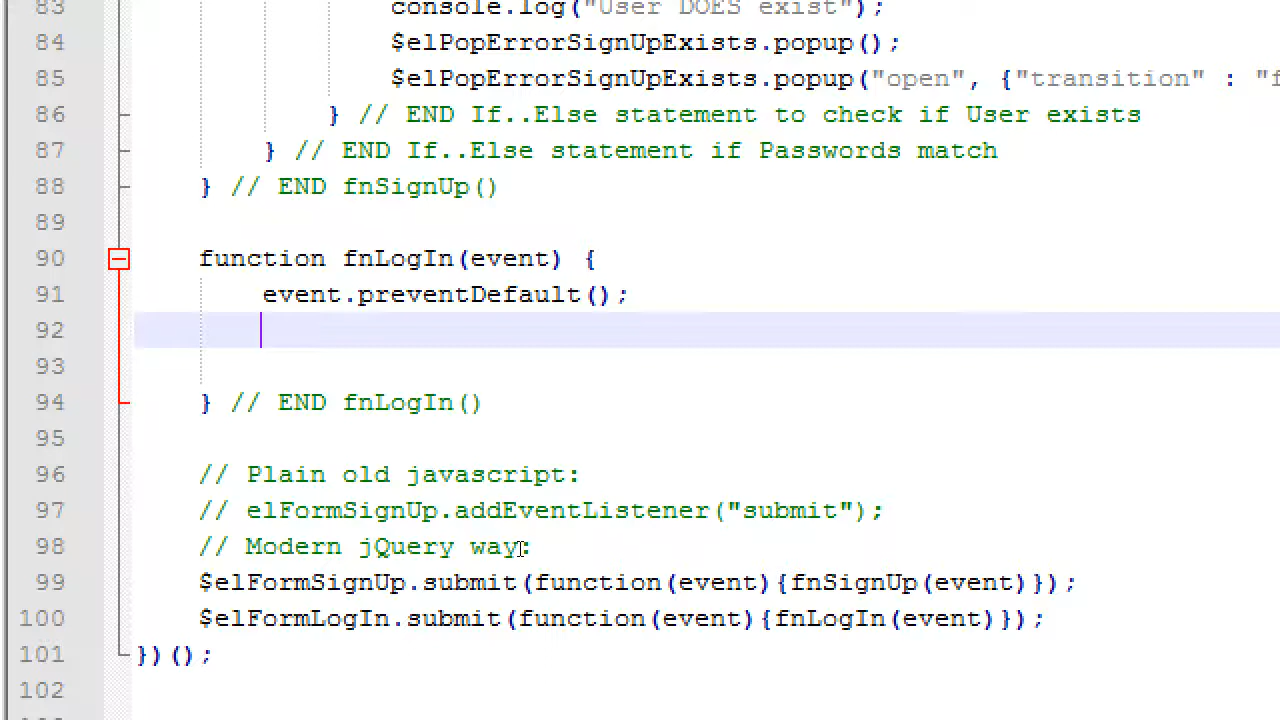 83 console.log("User DOES exist");
84 $elPopErrorSignUpExists.popup();
85 $elPopErrorSignUpExists.popup("open", {"transition" : "f
86 } // END If..Else statement to check if User exists
87 } // END If..Else statement if Passwords match
88 } // END fnSignUp()
89
90 function fnLogIn(event) {
91 event.preventDefault();
92
93
94 } // END fnLogIn()
95
96 // Plain old javascript:
97 // elFormSignUp.addEventListener("submit");
98 // Modern jQuery way:
99 $elFormSignUp.submit(function(event){fnSignUp(event)});
100 $elFormLogIn.submit(function(event){fnLogIn(event)});
101 })();
102